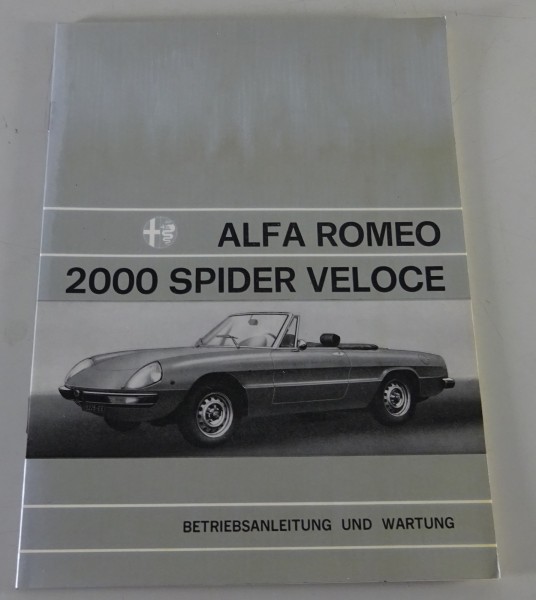 ALFA ROMEO
2000 SPIDER VELOCE
BETRIEBSANLEITUNG UND WARTUNG